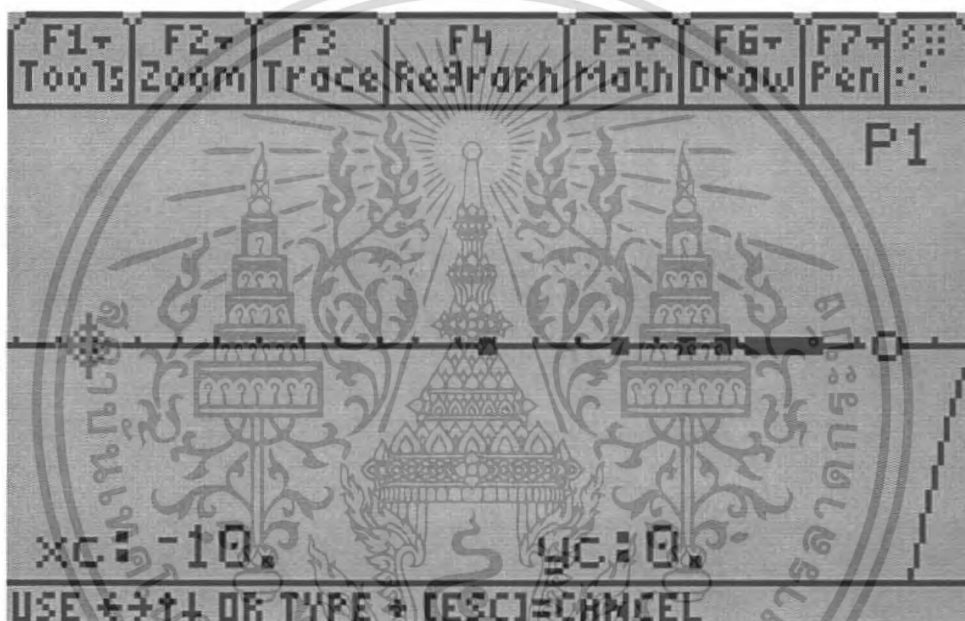 F1 F2 F3 F4 F5 F6 F7
Tools Zoom Trace ReGraph Math Draw Pen
P1
xc: -10. yc: 0.
USE ←→↑↓ OR TYPE + [ESC]=CANCEL